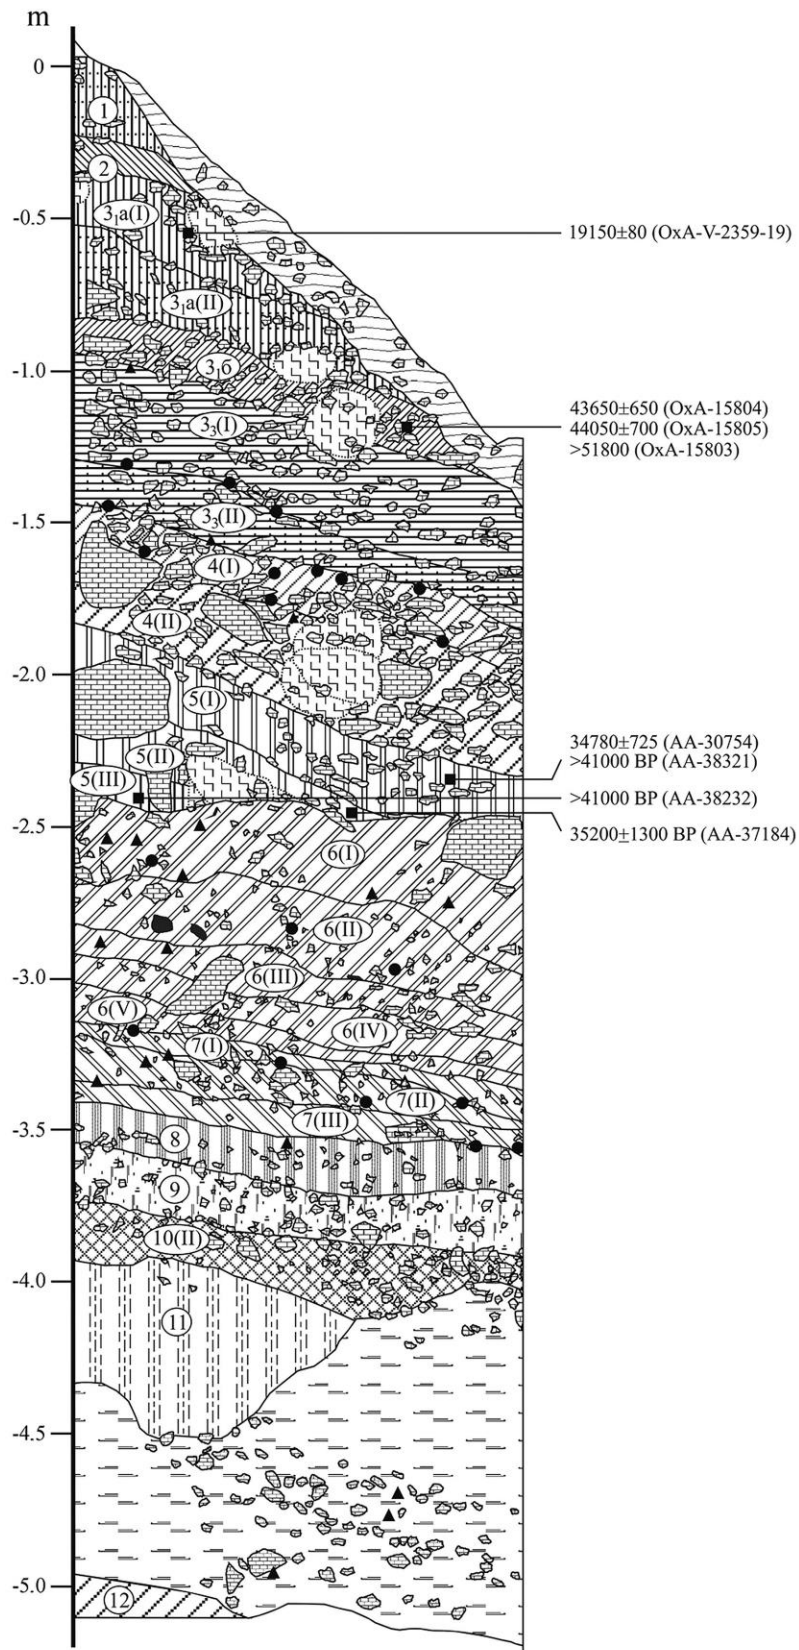 m
0
1
2
-0.5
3₁a(I)
19150±80 (OxA-V-2359-19)
3₁a(II)
-1.0
3₁б
43650±650 (OxA-15804)
3₃(I)
44050±700 (OxA-15805)
>51800 (OxA-15803)
-1.5
3₃(II)
4(I)
4(II)
-2.0
5(I)
34780±725 (AA-30754)
5(II)
>41000 BP (AA-38321)
5(III)
>41000 BP (AA-38232)
-2.5
35200±1300 BP (AA-37184)
6(I)
6(II)
-3.0
6(III)
6(V)
6(IV)
7(I)
7(II)
7(III)
-3.5
8
9
10(II)
-4.0
11
-4.5
-5.0
12